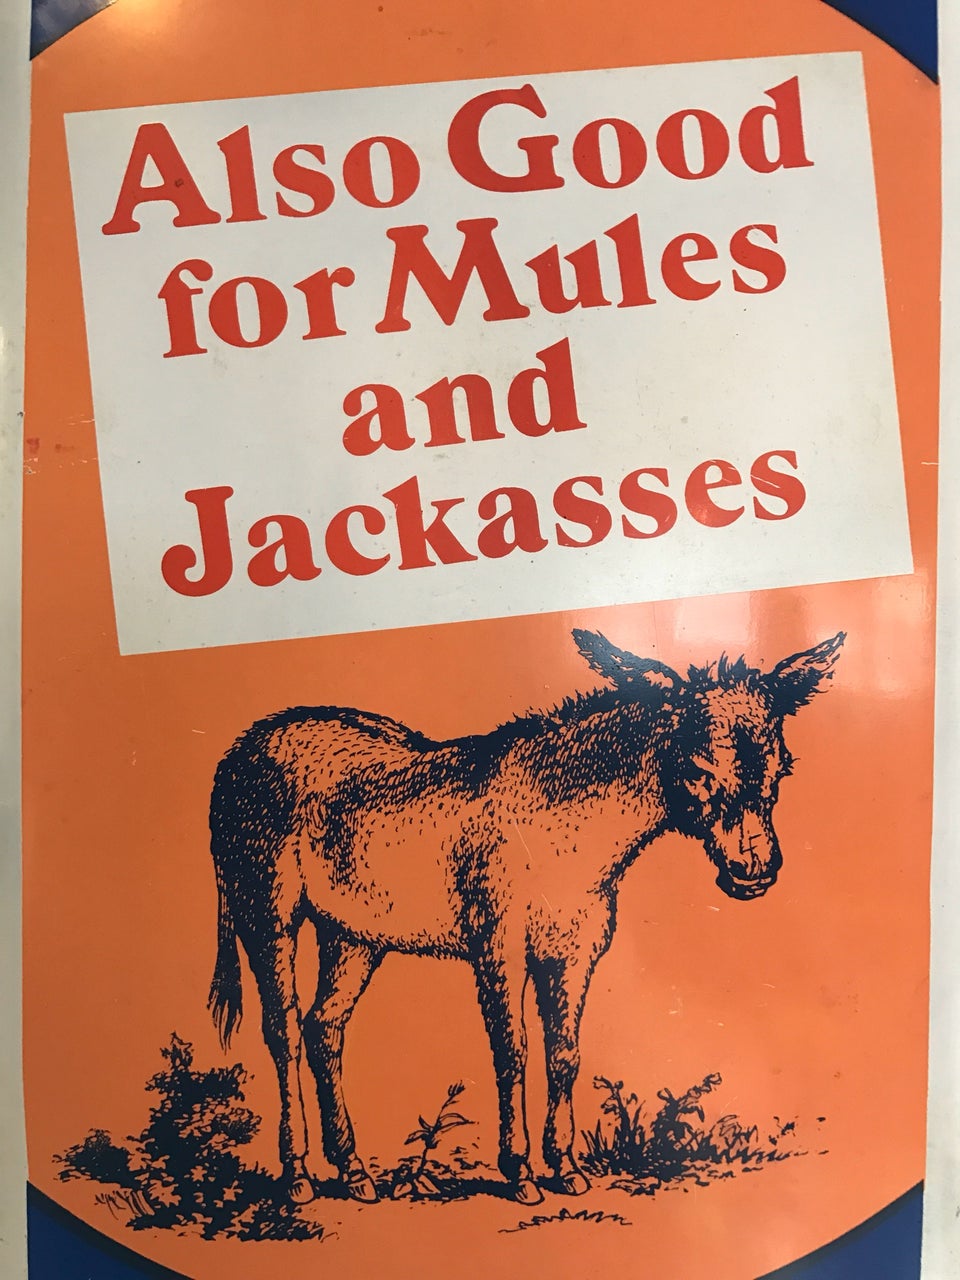 Also Good
for Mules
and
Jackasses